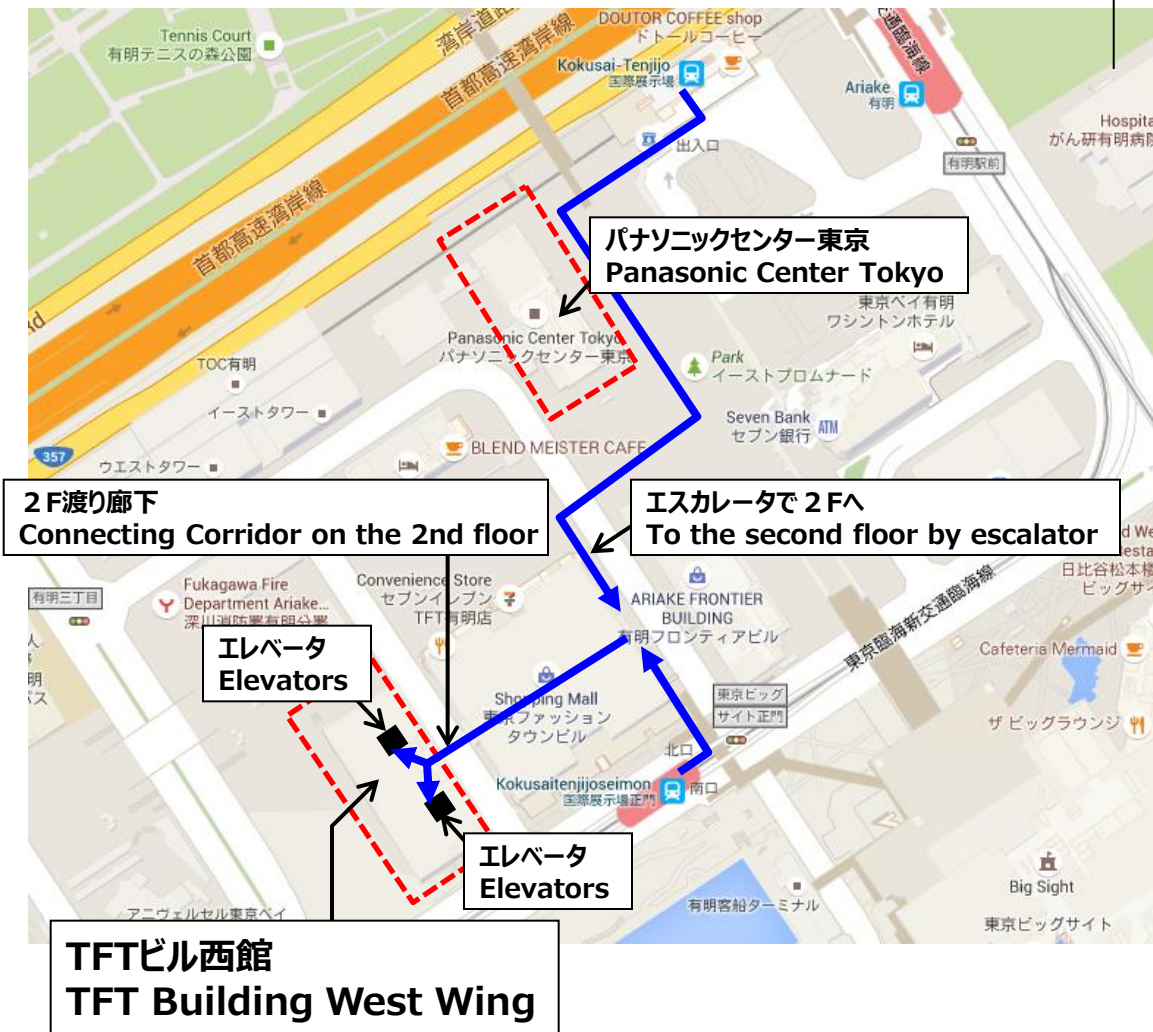 DOUTOR COFFEE shop
ドトールコーヒー
Tennis Court
有明テニスの森公園
湾岸道路
首都高速湾岸線
Kokusai-Tenjijo
国際展示場
Ariake
有明
出入口
有明駅前
Hospita
がん研有明病院
首都高速湾岸線
パナソニックセンター東京
Panasonic Center Tokyo
東京ベイ有明
ワシントンホテル
Panasonic Center Tokyo
パナソニックセンター東京
TOC有明
イーストタワー
Park
イーストプロムナード
Seven Bank
セブン銀行
ATM
BLEND MEISTER CAFE
357
ウエストタワー
2F渡り廊下
Connecting Corridor on the 2nd floor
エスカレータで2Fへ
To the second floor by escalator
日比谷松本楼
ビッグサイ
有明三丁目
Fukagawa Fire
Department Ariake...
深川消防署有明分署
Convenience Store
セブンイレブン
TFT有明店
ARIAKE FRONTIER
BUILDING
有明フロンティアビル
東京臨海新交通臨海線
Cafeteria Mermaid
エレベータ
Elevators
Shopping Mall
東京ファッション
タウンビル
東京ビッグ
サイト正門
ザ ビッグラウンジ
北口
Kokusaitenjijoseimon
国際展示場正門
南口
エレベータ
Elevators
Big Sight
東京ビッグサイト
有明客船ターミナル
アニヴェルセル東京ベイ
TFTビル西館
TFT Building West Wing